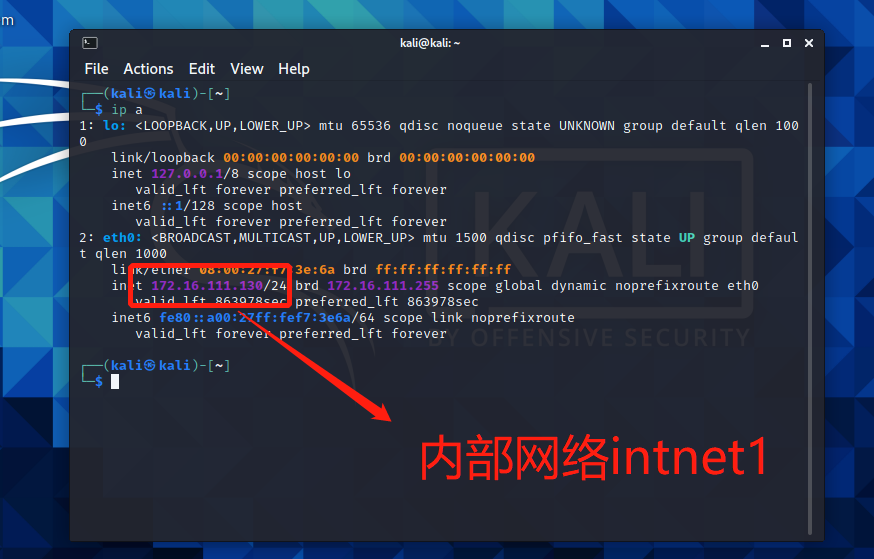 m
kali@kali: ~
File Actions Edit View Help
┌──(kali㉿kali)-[~]
└─$ ip a
1: lo: <LOOPBACK,UP,LOWER_UP> mtu 65536 qdisc noqueue state UNKNOWN group default qlen 100
0
link/loopback 00:00:00:00:00:00 brd 00:00:00:00:00:00
inet 127.0.0.1/8 scope host lo
valid_lft forever preferred_lft forever
inet6 ::1/128 scope host
valid_lft forever preferred_lft forever
2: eth0: <BROADCAST,MULTICAST,UP,LOWER_UP> mtu 1500 qdisc pfifo_fast state UP group defaul
t qlen 1000
link/ether 08:00:27:f7:3e:6a brd ff:ff:ff:ff:ff:ff
inet 172.16.111.130/24 brd 172.16.111.255 scope global dynamic noprefixroute eth0
valid_lft 863978sec preferred_lft 863978sec
inet6 fe80::a00:27ff:fef7:3e6a/64 scope link noprefixroute
valid_lft forever preferred_lft forever
┌──(kali㉿kali)-[~]
└─$
KALI
BY OFFENSIVE SECURITY
内部网络intnet1